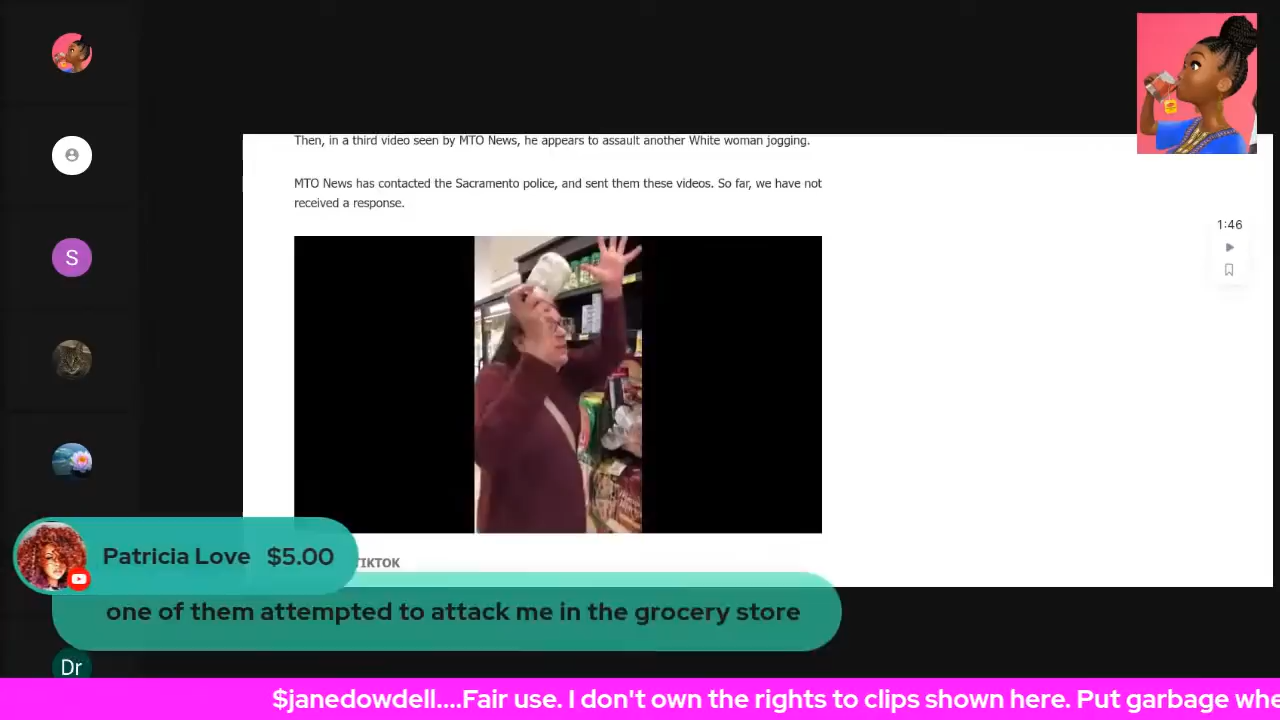 Then, in a third video seen by MTO News, he appears to assault another White woman jogging.
MTO News has contacted the Sacramento police, and sent them these videos. So far, we have not
received a response.
1:46
S
Patricia Love $5.00
IKTOK
one of them attempted to attack me in the grocery store
Dr
$janedowdell....Fair use. I don't own the rights to clips shown here. Put garbage whe